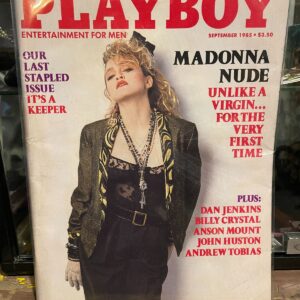 PLAYBOY
ENTERTAINMENT FOR MEN
SEPTEMBER 1985 • $3.50
OUR
LAST
STAPLED
ISSUE
IT'S A
KEEPER
MADONNA
NUDE
UNLIKE A
VIRGIN...
FOR THE
VERY
FIRST
TIME
PLUS:
DAN JENKINS
BILLY CRYSTAL
ANSON MOUNT
JOHN HUSTON
ANDREW TOBIAS